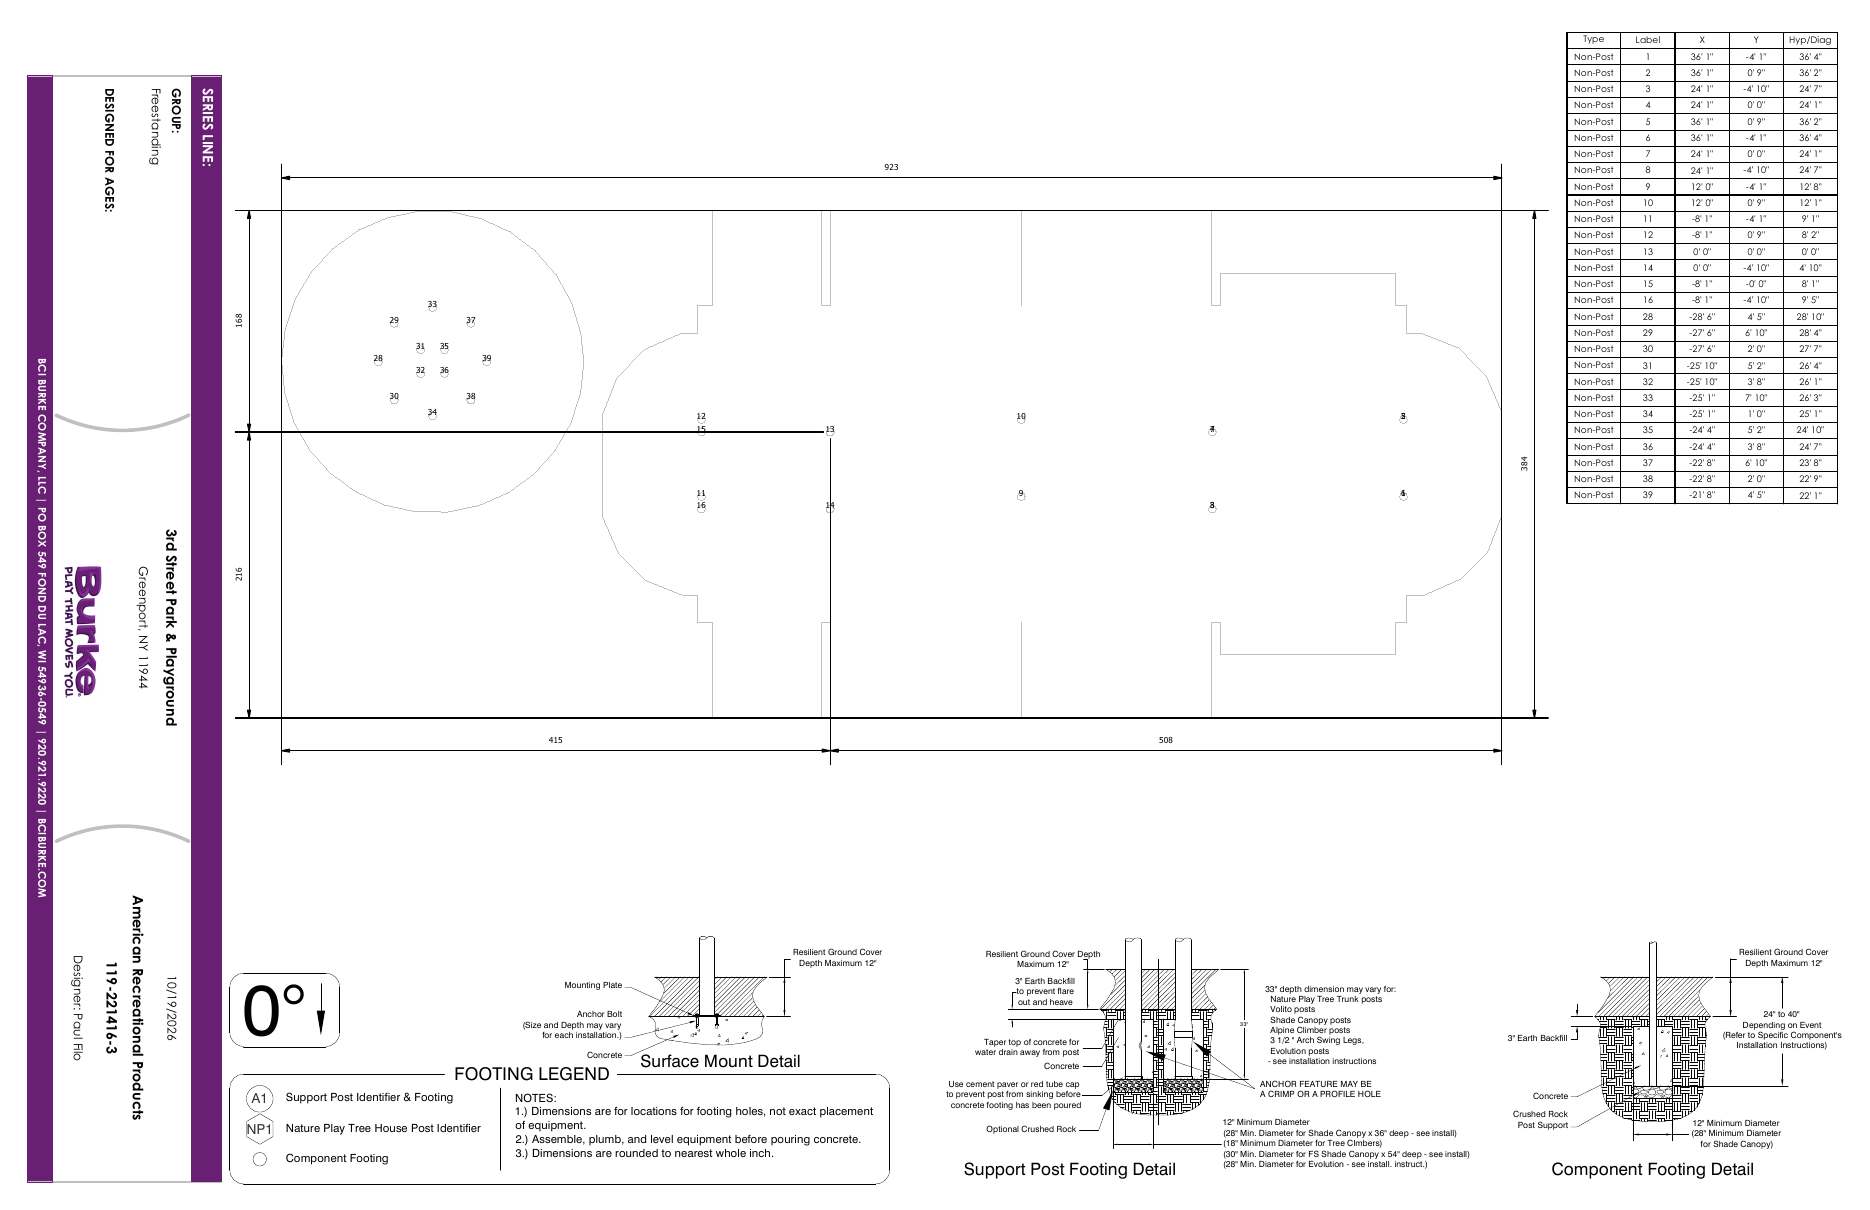 SERIES LINE:
GROUP:
Freestanding
DESIGNED FOR AGES:
3rd Street Park & Playground
Greenport, NY 11944
Burke
PLAY THAT MOVES YOU.
10/19/2026
American Recreational Products
119-221416-3
Designer: Paul Filo
BCI BURKE COMPANY, LLC | PO BOX 549 FOND DU LAC, WI 54936-0549 | 920.921.9220 | BCIBURKE.COM
923
168
216
384
415
508
33
29 37
31 35
28 39
32 36
30 38
34
12 10
15 13
11 9
16 14
Type Label X Y Hyp/Diag
Non-Post 1 36' 1" -4' 1" 36' 4"
Non-Post 2 36' 1" 0' 9" 36' 2"
Non-Post 3 24' 1" -4' 10" 24' 7"
Non-Post 4 24' 1" 0' 0" 24' 1"
Non-Post 5 36' 1" 0' 9" 36' 2"
Non-Post 6 36' 1" -4' 1" 36' 4"
Non-Post 7 24' 1" 0' 0" 24' 1"
Non-Post 8 24' 1" -4' 10" 24' 7"
Non-Post 9 12' 0" -4' 1" 12' 8"
Non-Post 10 12' 0" 0' 9" 12' 1"
Non-Post 11 -8' 1" -4' 1" 9' 1"
Non-Post 12 -8' 1" 0' 9" 8' 2"
Non-Post 13 0' 0" 0' 0" 0' 0"
Non-Post 14 0' 0" -4' 10" 4' 10"
Non-Post 15 -8' 1" -0' 0" 8' 1"
Non-Post 16 -8' 1" -4' 10" 9' 5"
Non-Post 28 -28' 6" 4' 5" 28' 10"
Non-Post 29 -27' 6" 6' 10" 28' 4"
Non-Post 30 -27' 6" 2' 0" 27' 7"
Non-Post 31 -25' 10" 5' 2" 26' 4"
Non-Post 32 -25' 10" 3' 8" 26' 1"
Non-Post 33 -25' 1" 7' 10" 26' 3"
Non-Post 34 -25' 1" 1' 0" 25' 1"
Non-Post 35 -24' 4" 5' 2" 24' 10"
Non-Post 36 -24' 4" 3' 8" 24' 7"
Non-Post 37 -22' 8" 6' 10" 23' 8"
Non-Post 38 -22' 8" 2' 0" 22' 9"
Non-Post 39 -21' 8" 4' 5" 22' 1"
0°
FOOTING LEGEND
A1 Support Post Identifier & Footing
NP1 Nature Play Tree House Post Identifier
Component Footing
NOTES:
1.) Dimensions are for locations for footing holes, not exact placement
of equipment.
2.) Assemble, plumb, and level equipment before pouring concrete.
3.) Dimensions are rounded to nearest whole inch.
Resilient Ground Cover
Depth Maximum 12"
Mounting Plate
Anchor Bolt
(Size and Depth may vary
for each installation.)
Concrete
Surface Mount Detail
Resilient Ground Cover Depth
Maximum 12"
3" Earth Backfill
to prevent flare
out and heave
Taper top of concrete for
water drain away from post
Concrete
Use cement paver or red tube cap
to prevent post from sinking before
concrete footing has been poured
Optional Crushed Rock
33"
33" depth dimension may vary for:
Nature Play Tree Trunk posts
Volito posts
Shade Canopy posts
Alpine Climber posts
3 1/2 " Arch Swing Legs.
Evolution posts
- see installation instructions
ANCHOR FEATURE MAY BE
A CRIMP OR A PROFILE HOLE
12" Minimum Diameter
(28" Min. Diameter for Shade Canopy x 36" deep - see install)
(18" Minimum Diameter for Tree Clmbers)
(30" Min. Diameter for FS Shade Canopy x 54" deep - see install)
(28" Min. Diameter for Evolution - see install. instruct.)
Support Post Footing Detail
Resilient Ground Cover
Depth Maximum 12"
24" to 40"
Depending on Event
(Refer to Specific Component's
Installation Instructions)
3" Earth Backfill
Concrete
Crushed Rock
Post Support
12" Minimum Diameter
(28" Minimum Diameter
for Shade Canopy)
Component Footing Detail